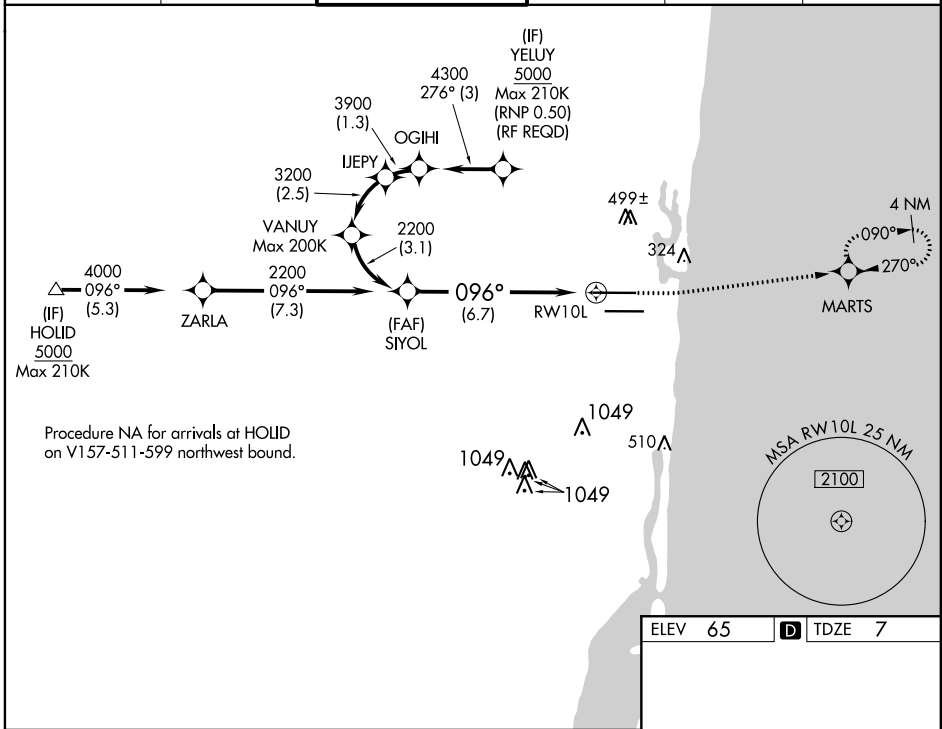 (IF)
YELUY
5000
Max 210K
(RNP 0.50)
(RF REQD)
4300
276° (3)
3900
(1.3)
OGIHI
IJEPY
3200
(2.5)
VANUY
Max 200K
2200
(3.1)
499±
324
4 NM
090°
270°
MARTS
4000
096°
(5.3)
(IF)
HOLID
5000
Max 210K
ZARLA
2200
096°
(7.3)
(FAF)
SIYOL
096°
(6.7)
RW10L
Procedure NA for arrivals at HOLID
on V157-511-599 northwest bound.
1049
510
1049
1049
MSA RW10L 25 NM
2100
ELEV 65 D TDZE 7